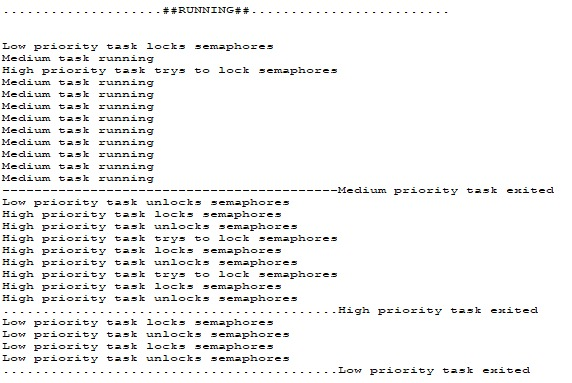 ....................##RUNNING##.........................
Low priority task locks semaphores
Medium task running
High priority task trys to lock semaphores
Medium task running
Medium task running
Medium task running
Medium task running
Medium task running
Medium task running
Medium task running
Medium task running
Medium task running
------------------------------------------Medium priority task exited
Low priority task unlocks semaphores
High priority task locks semaphores
High priority task unlocks semaphores
High priority task trys to lock semaphores
High priority task locks semaphores
High priority task unlocks semaphores
High priority task trys to lock semaphores
High priority task locks semaphores
High priority task unlocks semaphores
..........................................High priority task exited
Low priority task locks semaphores
Low priority task unlocks semaphores
Low priority task locks semaphores
Low priority task unlocks semaphores
..........................................Low priority task exited